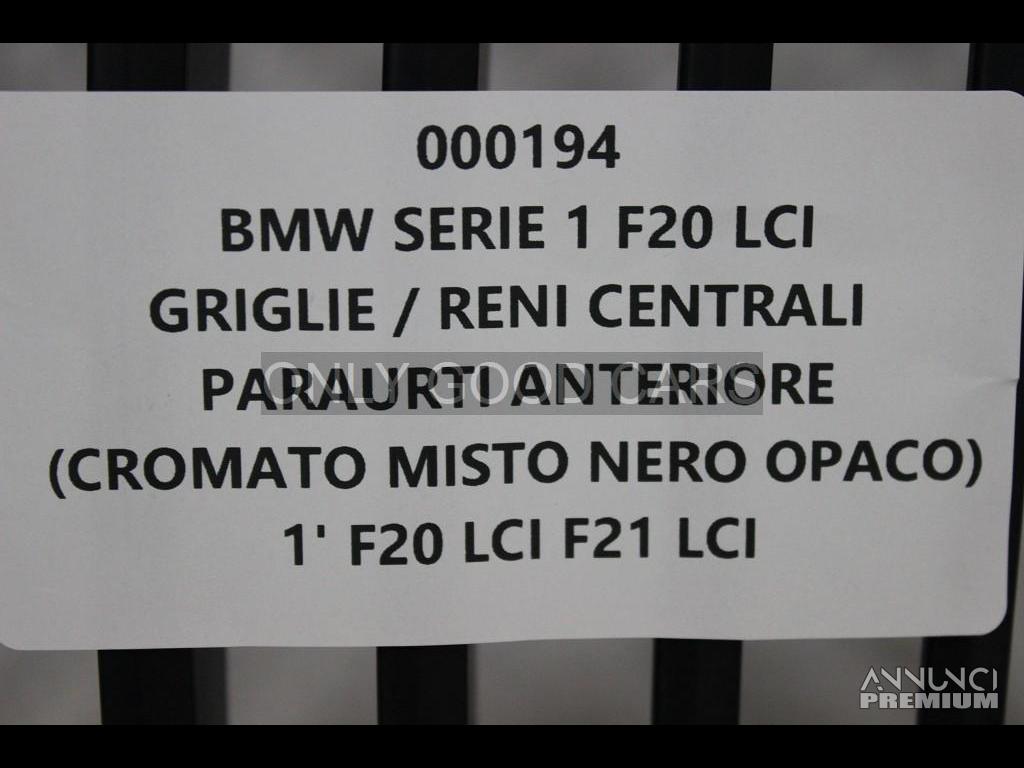 000194
BMW SERIE 1 F20 LCI
GRIGLIE / RENI CENTRALI
PARAURTI ANTERIORE
ONLY GOOD CARS
(CROMATO MISTO NERO OPACO)
1' F20 LCI F21 LCI
ANNUNCI
PREMIUM